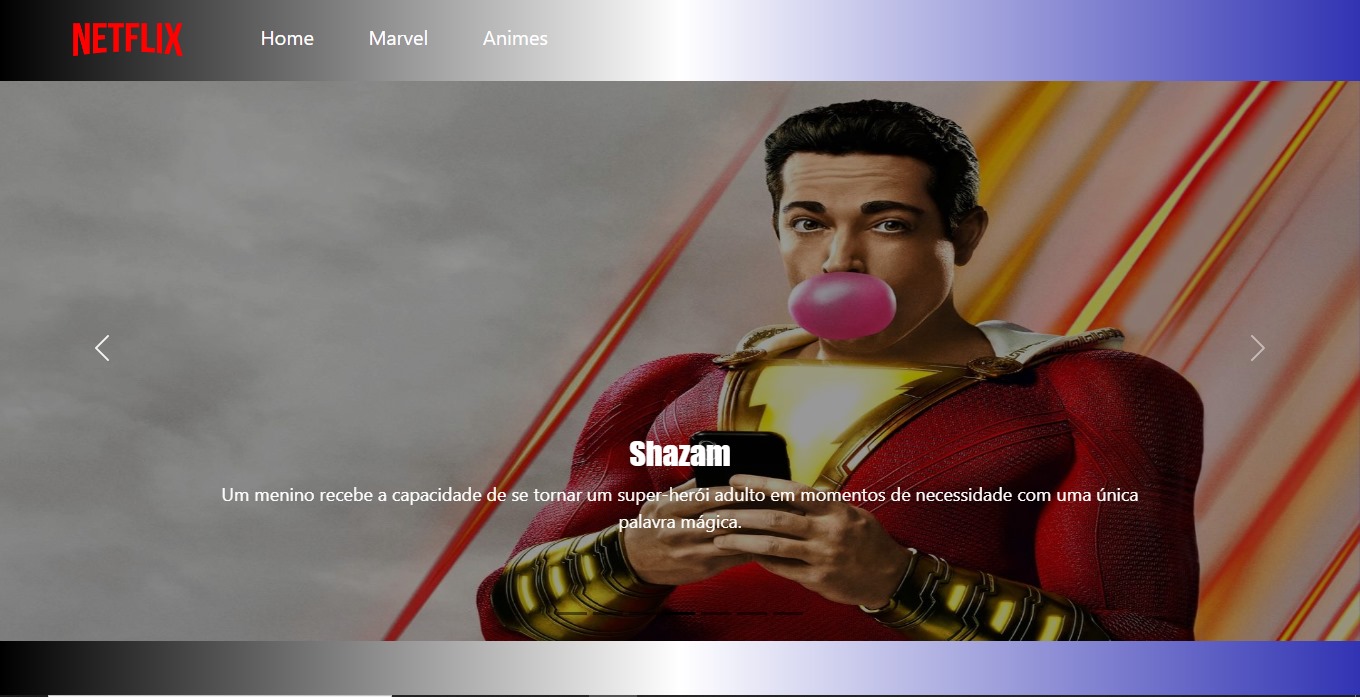 NETFLIX Home Marvel Animes
Shazam
Um menino recebe a capacidade de se tornar um super-herói adulto em momentos de necessidade com uma única
palavra mágica.